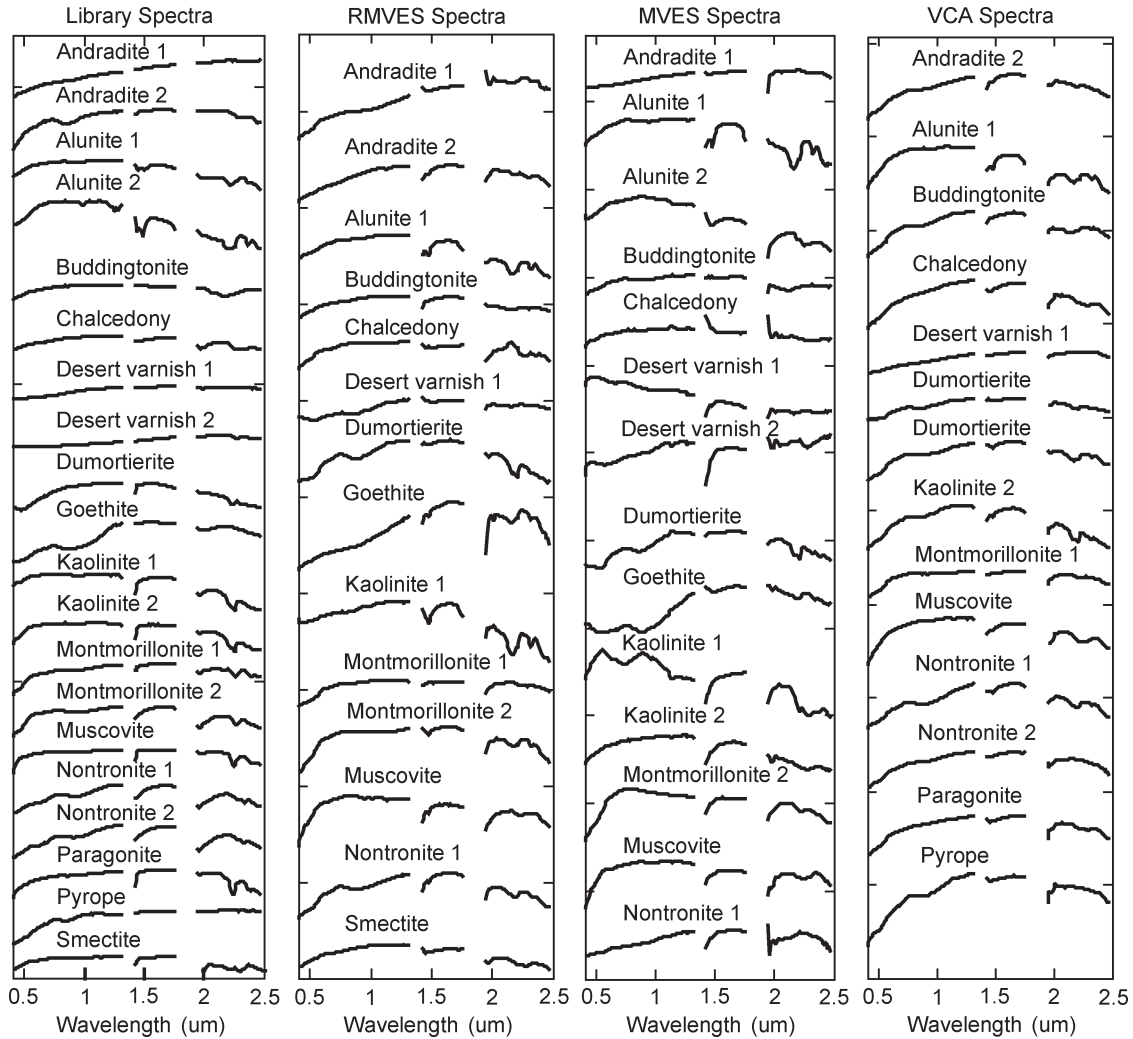 Library Spectra
Andradite 1
Andradite 2
Alunite 1
Alunite 2
Buddingtonite
Chalcedony
Desert varnish 1
Desert varnish 2
Dumortierite
Goethite
Kaolinite 1
Kaolinite 2
Montmorillonite 1
Montmorillonite 2
Muscovite
Nontronite 1
Nontronite 2
Paragonite
Pyrope
Smectite
0.5 1 1.5 2 2.5
Wavelength (um)
RMVES Spectra
Andradite 1
Andradite 2
Alunite 1
Buddingtonite
Chalcedony
Desert varnish 1
Dumortierite
Goethite
Kaolinite 1
Montmorillonite 1
Montmorillonite 2
Muscovite
Nontronite 1
Smectite
0.5 1 1.5 2 2.5
Wavelength (um)
MVES Spectra
Andradite 1
Alunite 1
Alunite 2
Buddingtonite
Chalcedony
Desert varnish 1
Desert varnish 2
Dumortierite
Goethite
Kaolinite 1
Kaolinite 2
Montmorillonite 2
Muscovite
Nontronite 1
0.5 1 1.5 2 2.5
Wavelength (um)
VCA Spectra
Andradite 2
Alunite 1
Buddingtonite
Chalcedony
Desert varnish 1
Dumortierite
Dumortierite
Kaolinite 2
Montmorillonite 1
Muscovite
Nontronite 1
Nontronite 2
Paragonite
Pyrope
0.5 1 1.5 2 2.5
Wavelength (um)